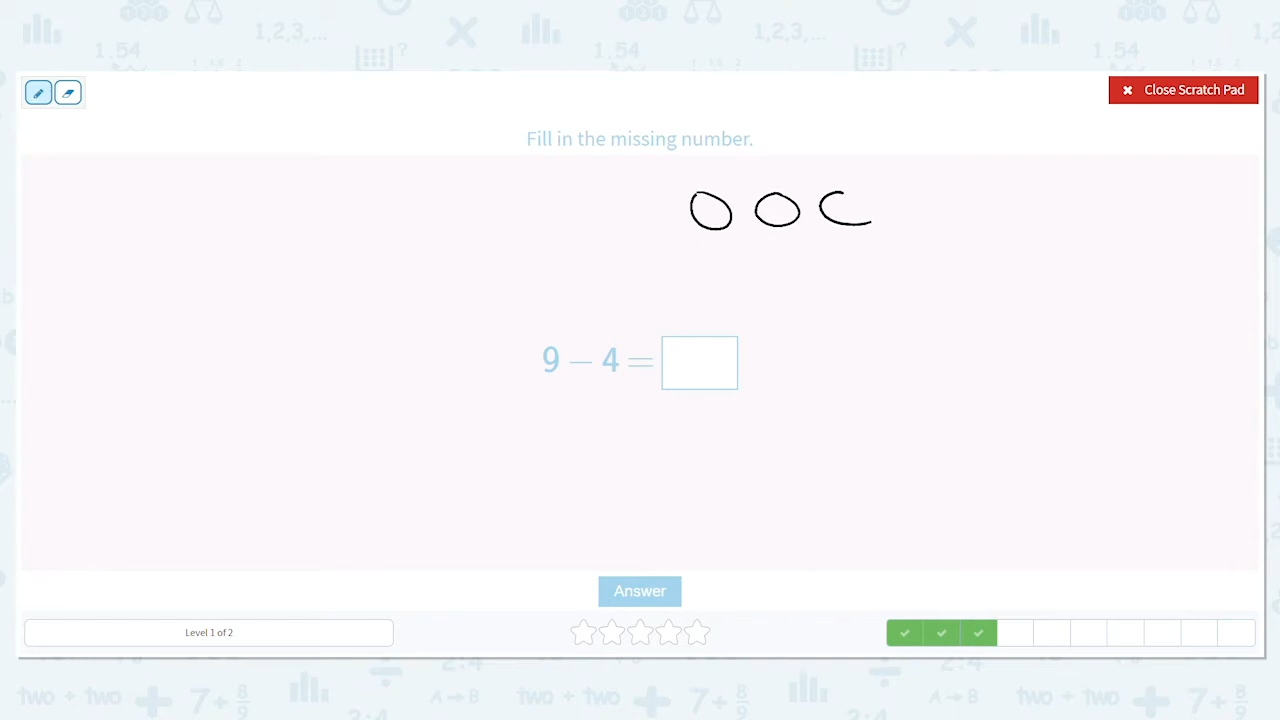 Close Scratch Pad
Fill in the missing number.
O O C
9 − 4 =
Answer
Level 1 of 2